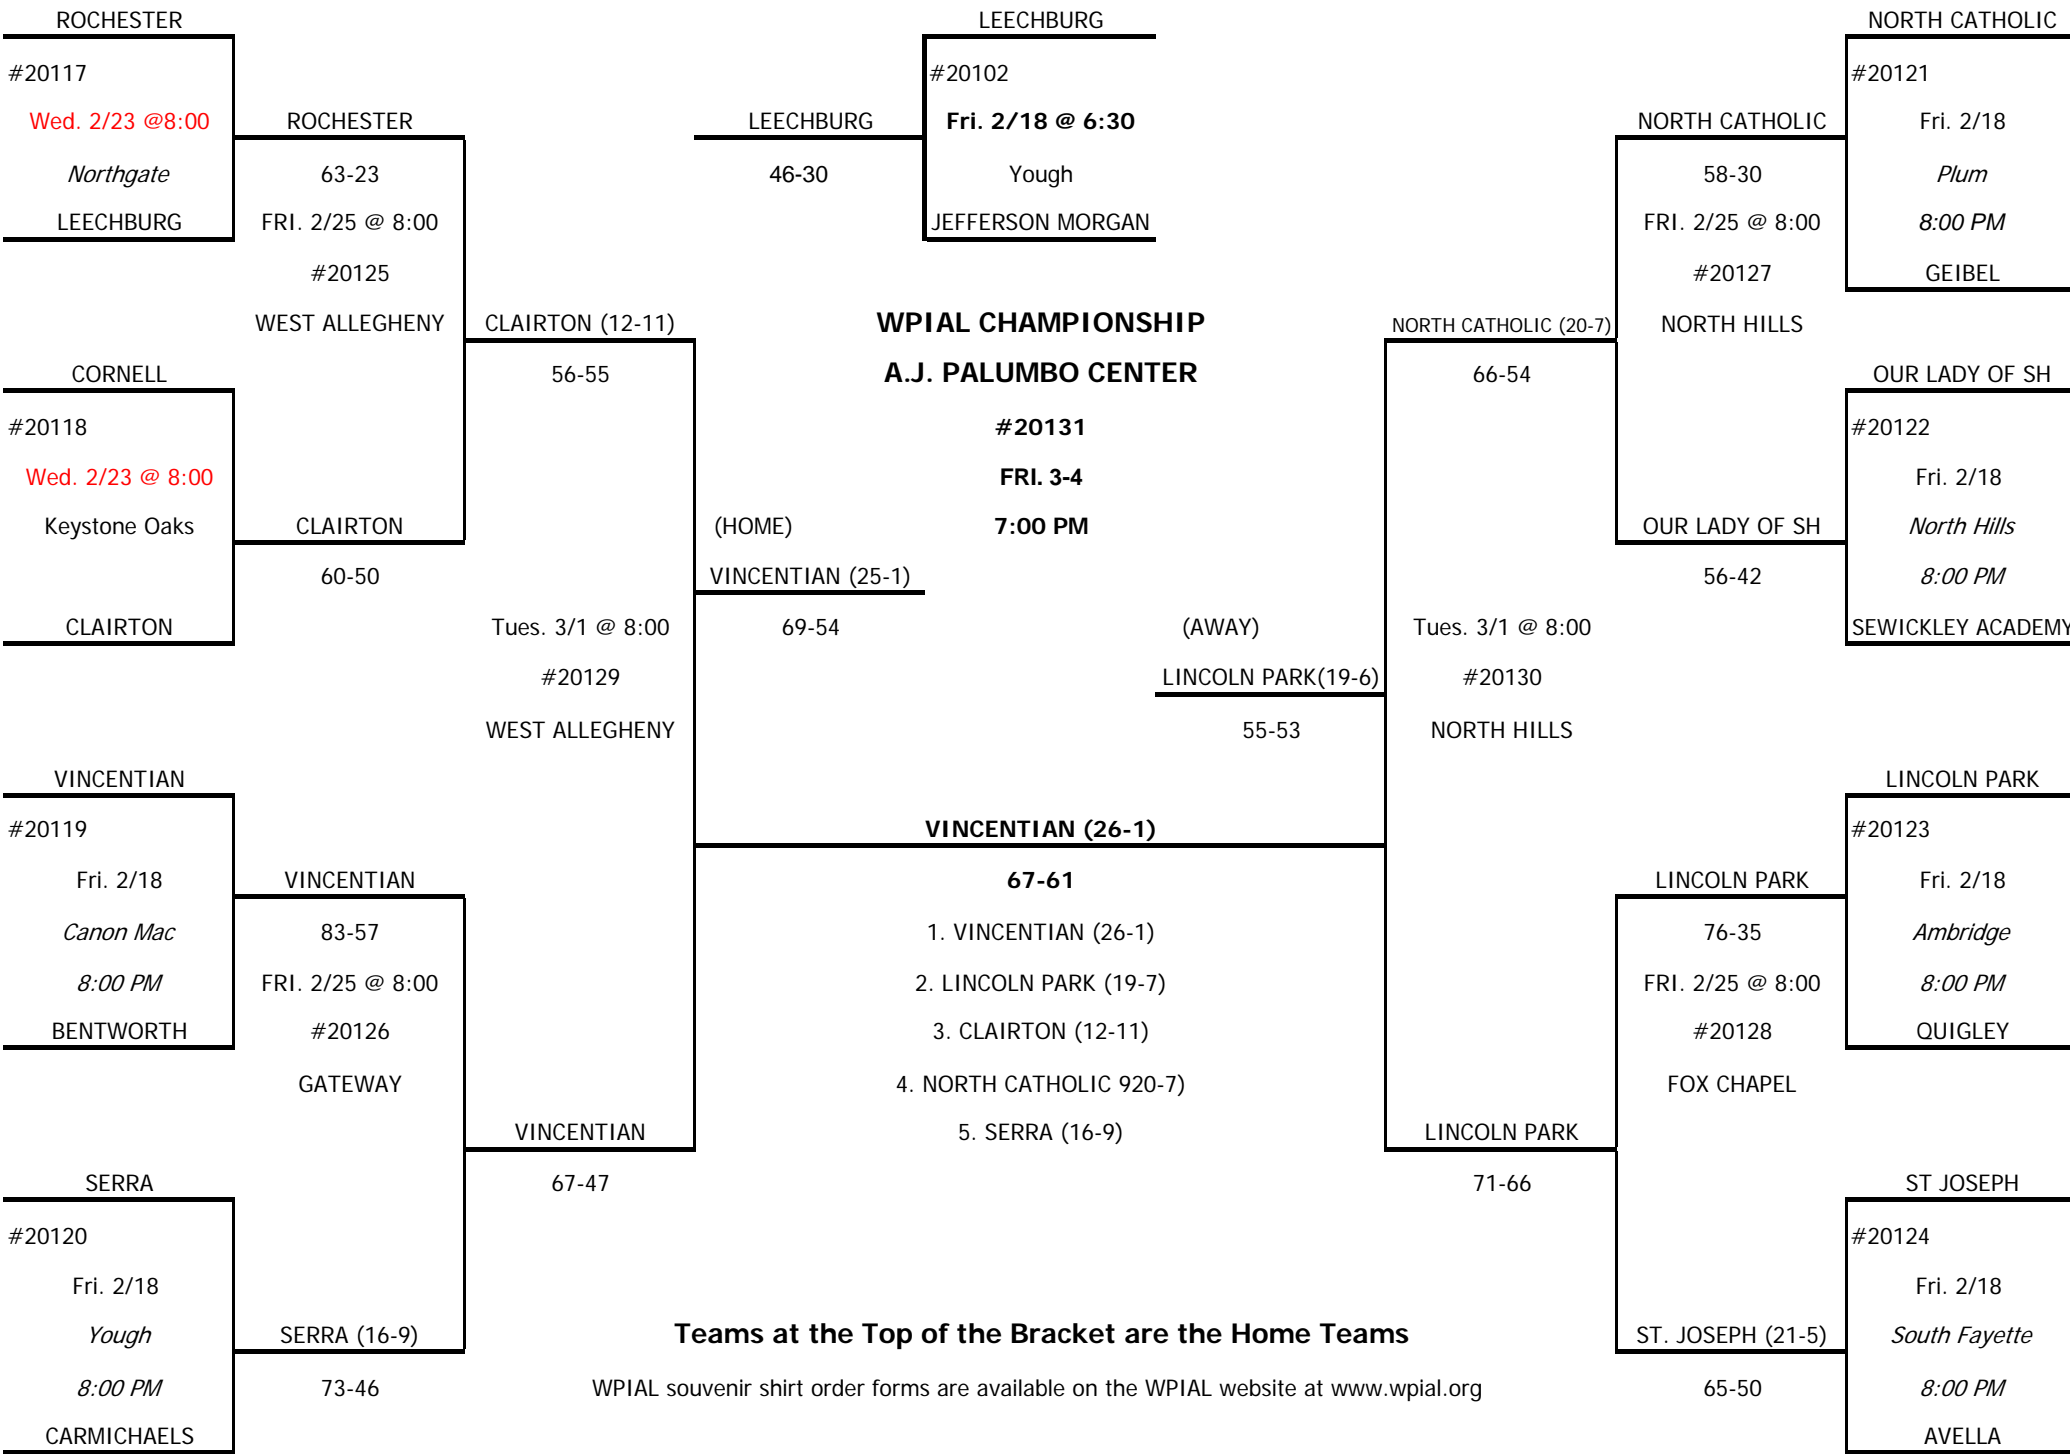 ROCHESTER
#20117
Wed. 2/23 @8:00
Northgate
LEECHBURG
CORNELL
#20118
Wed. 2/23 @ 8:00
Keystone Oaks
CLAIRTON
VINCENTIAN
#20119
Fri. 2/18
Canon Mac
8:00 PM
BENTWORTH
SERRA
#20120
Fri. 2/18
Yough
8:00 PM
CARMICHAELS
ROCHESTER
63-23
FRI. 2/25 @ 8:00
#20125
WEST ALLEGHENY
CLAIRTON
60-50
VINCENTIAN
83-57
FRI. 2/25 @ 8:00
#20126
GATEWAY
SERRA (16-9)
73-46
CLAIRTON (12-11)
56-55
Tues. 3/1 @ 8:00
#20129
WEST ALLEGHENY
VINCENTIAN
67-47
LEECHBURG
46-30
LEECHBURG
#20102
Fri. 2/18 @ 6:30
Yough
JEFFERSON MORGAN
WPIAL CHAMPIONSHIP
A.J. PALUMBO CENTER
#20131
FRI. 3-4
7:00 PM
(HOME)
VINCENTIAN (25-1)
69-54
(AWAY)
LINCOLN PARK(19-6)
55-53
VINCENTIAN (26-1)
67-61
1. VINCENTIAN (26-1)
2. LINCOLN PARK (19-7)
3. CLAIRTON (12-11)
4. NORTH CATHOLIC 920-7)
5. SERRA (16-9)
Teams at the Top of the Bracket are the Home Teams
WPIAL souvenir shirt order forms are available on the WPIAL website at www.wpial.org
NORTH CATHOLIC (20-7)
66-54
Tues. 3/1 @ 8:00
#20130
NORTH HILLS
LINCOLN PARK
71-66
NORTH CATHOLIC
58-30
FRI. 2/25 @ 8:00
#20127
NORTH HILLS
OUR LADY OF SH
56-42
LINCOLN PARK
76-35
FRI. 2/25 @ 8:00
#20128
FOX CHAPEL
ST. JOSEPH (21-5)
65-50
NORTH CATHOLIC
#20121
Fri. 2/18
Plum
8:00 PM
GEIBEL
OUR LADY OF SH
#20122
Fri. 2/18
North Hills
8:00 PM
SEWICKLEY ACADEMY
LINCOLN PARK
#20123
Fri. 2/18
Ambridge
8:00 PM
QUIGLEY
ST JOSEPH
#20124
Fri. 2/18
South Fayette
8:00 PM
AVELLA